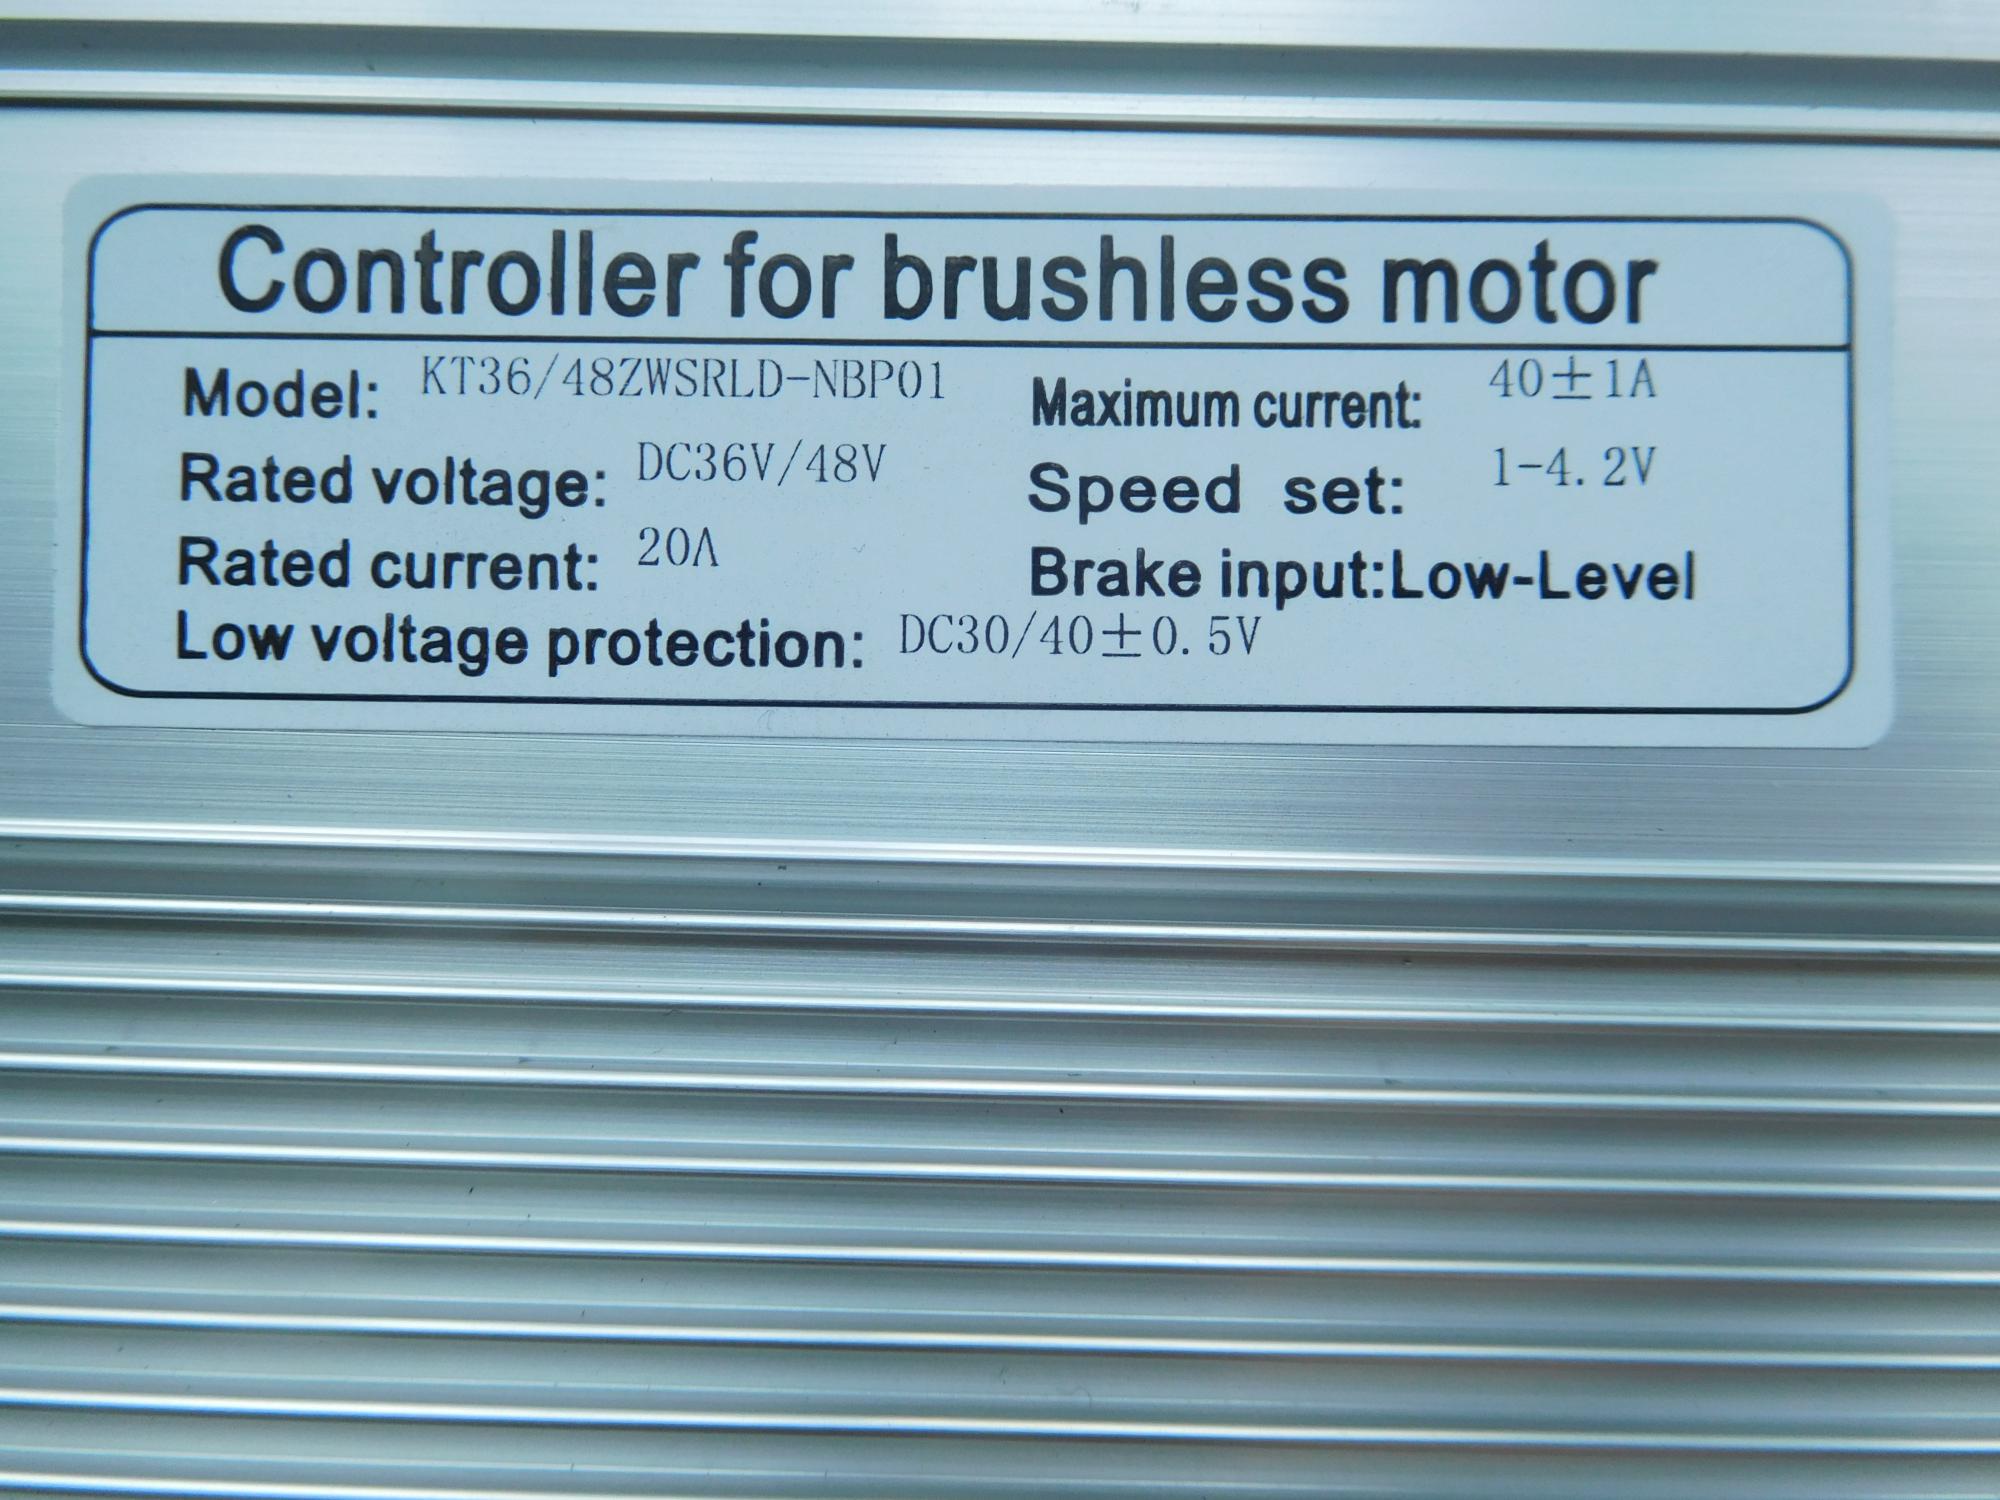 Controller for brushless motor
Model: KT36/48ZWSRLD-NBP01
Maximum current: 40±1A
Rated voltage: DC36V/48V
Speed set: 1-4.2V
Rated current: 20A
Brake input:Low-Level
Low voltage protection: DC30/40±0.5V